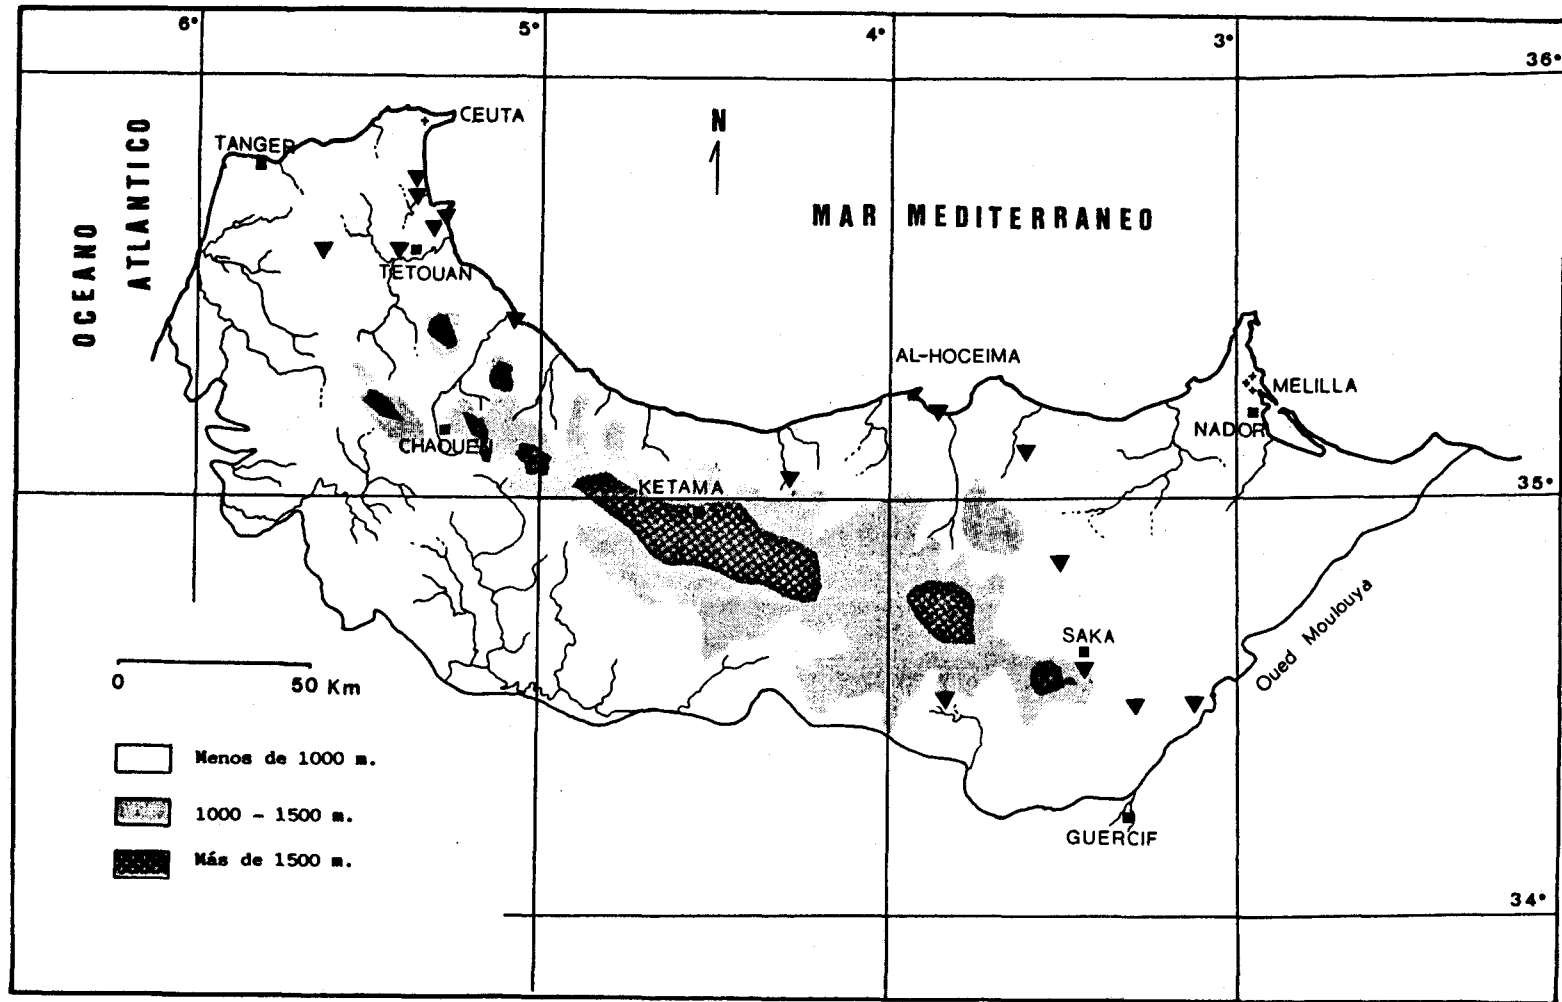 6°
5°
4°
3°
36°
CEUTA
TANGER
N
OCEANO
ATLANTICO
MAR MEDITERRANEO
TETOUAN
AL-HOCEIMA
MELILLA
NADOR
CHAOUEN
KETAMA
35°
SAKA
Oued Moulouya
0 50 Km
Menos de 1000 m.
1000 - 1500 m.
Más de 1500 m.
GUERCIF
34°